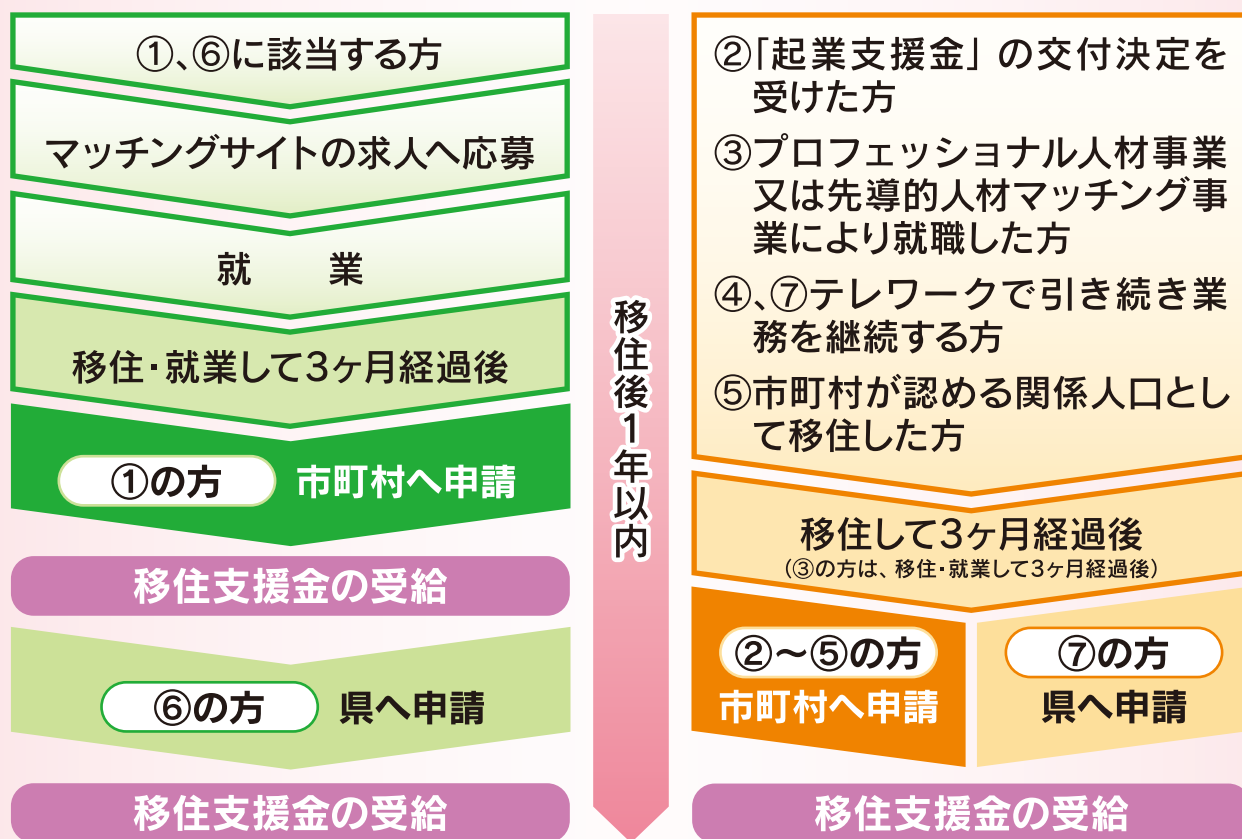 ①、⑥に該当する方
マッチングサイトの求人へ応募
就　業
移住・就業して3ヶ月経過後
①の方 市町村へ申請
移住支援金の受給
⑥の方 県へ申請
移住支援金の受給
移住後1年以内
②「起業支援金」の交付決定を
受けた方
③プロフェッショナル人材事業
又は先導的人材マッチング事
業により就職した方
④、⑦テレワークで引き続き業
務を継続する方
⑤市町村が認める関係人口とし
て移住した方
移住して3ヶ月経過後
(③の方は、移住・就業して3ヶ月経過後)
②～⑤の方
市町村へ申請
⑦の方
県へ申請
移住支援金の受給